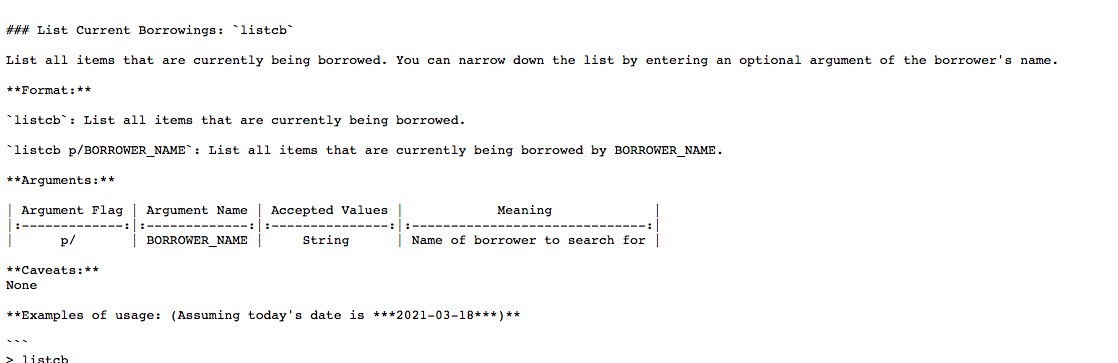 ### List Current Borrowings: `listcb`
List all items that are currently being borrowed. You can narrow down the list by entering an optional argument of the borrower's name.
**Format:**
`listcb`: List all items that are currently being borrowed.
`listcb p/BORROWER_NAME`: List all items that are currently being borrowed by BORROWER_NAME.
**Arguments:**
| Argument Flag | Argument Name | Accepted Values |            Meaning             |
|:-------------:|:-------------:|:---------------:|:------------------------------:|
|      p/       | BORROWER_NAME |     String      | Name of borrower to search for |
**Caveats:**
None
**Examples of usage: (Assuming today's date is ***2021-03-18***)**
```
> listcb